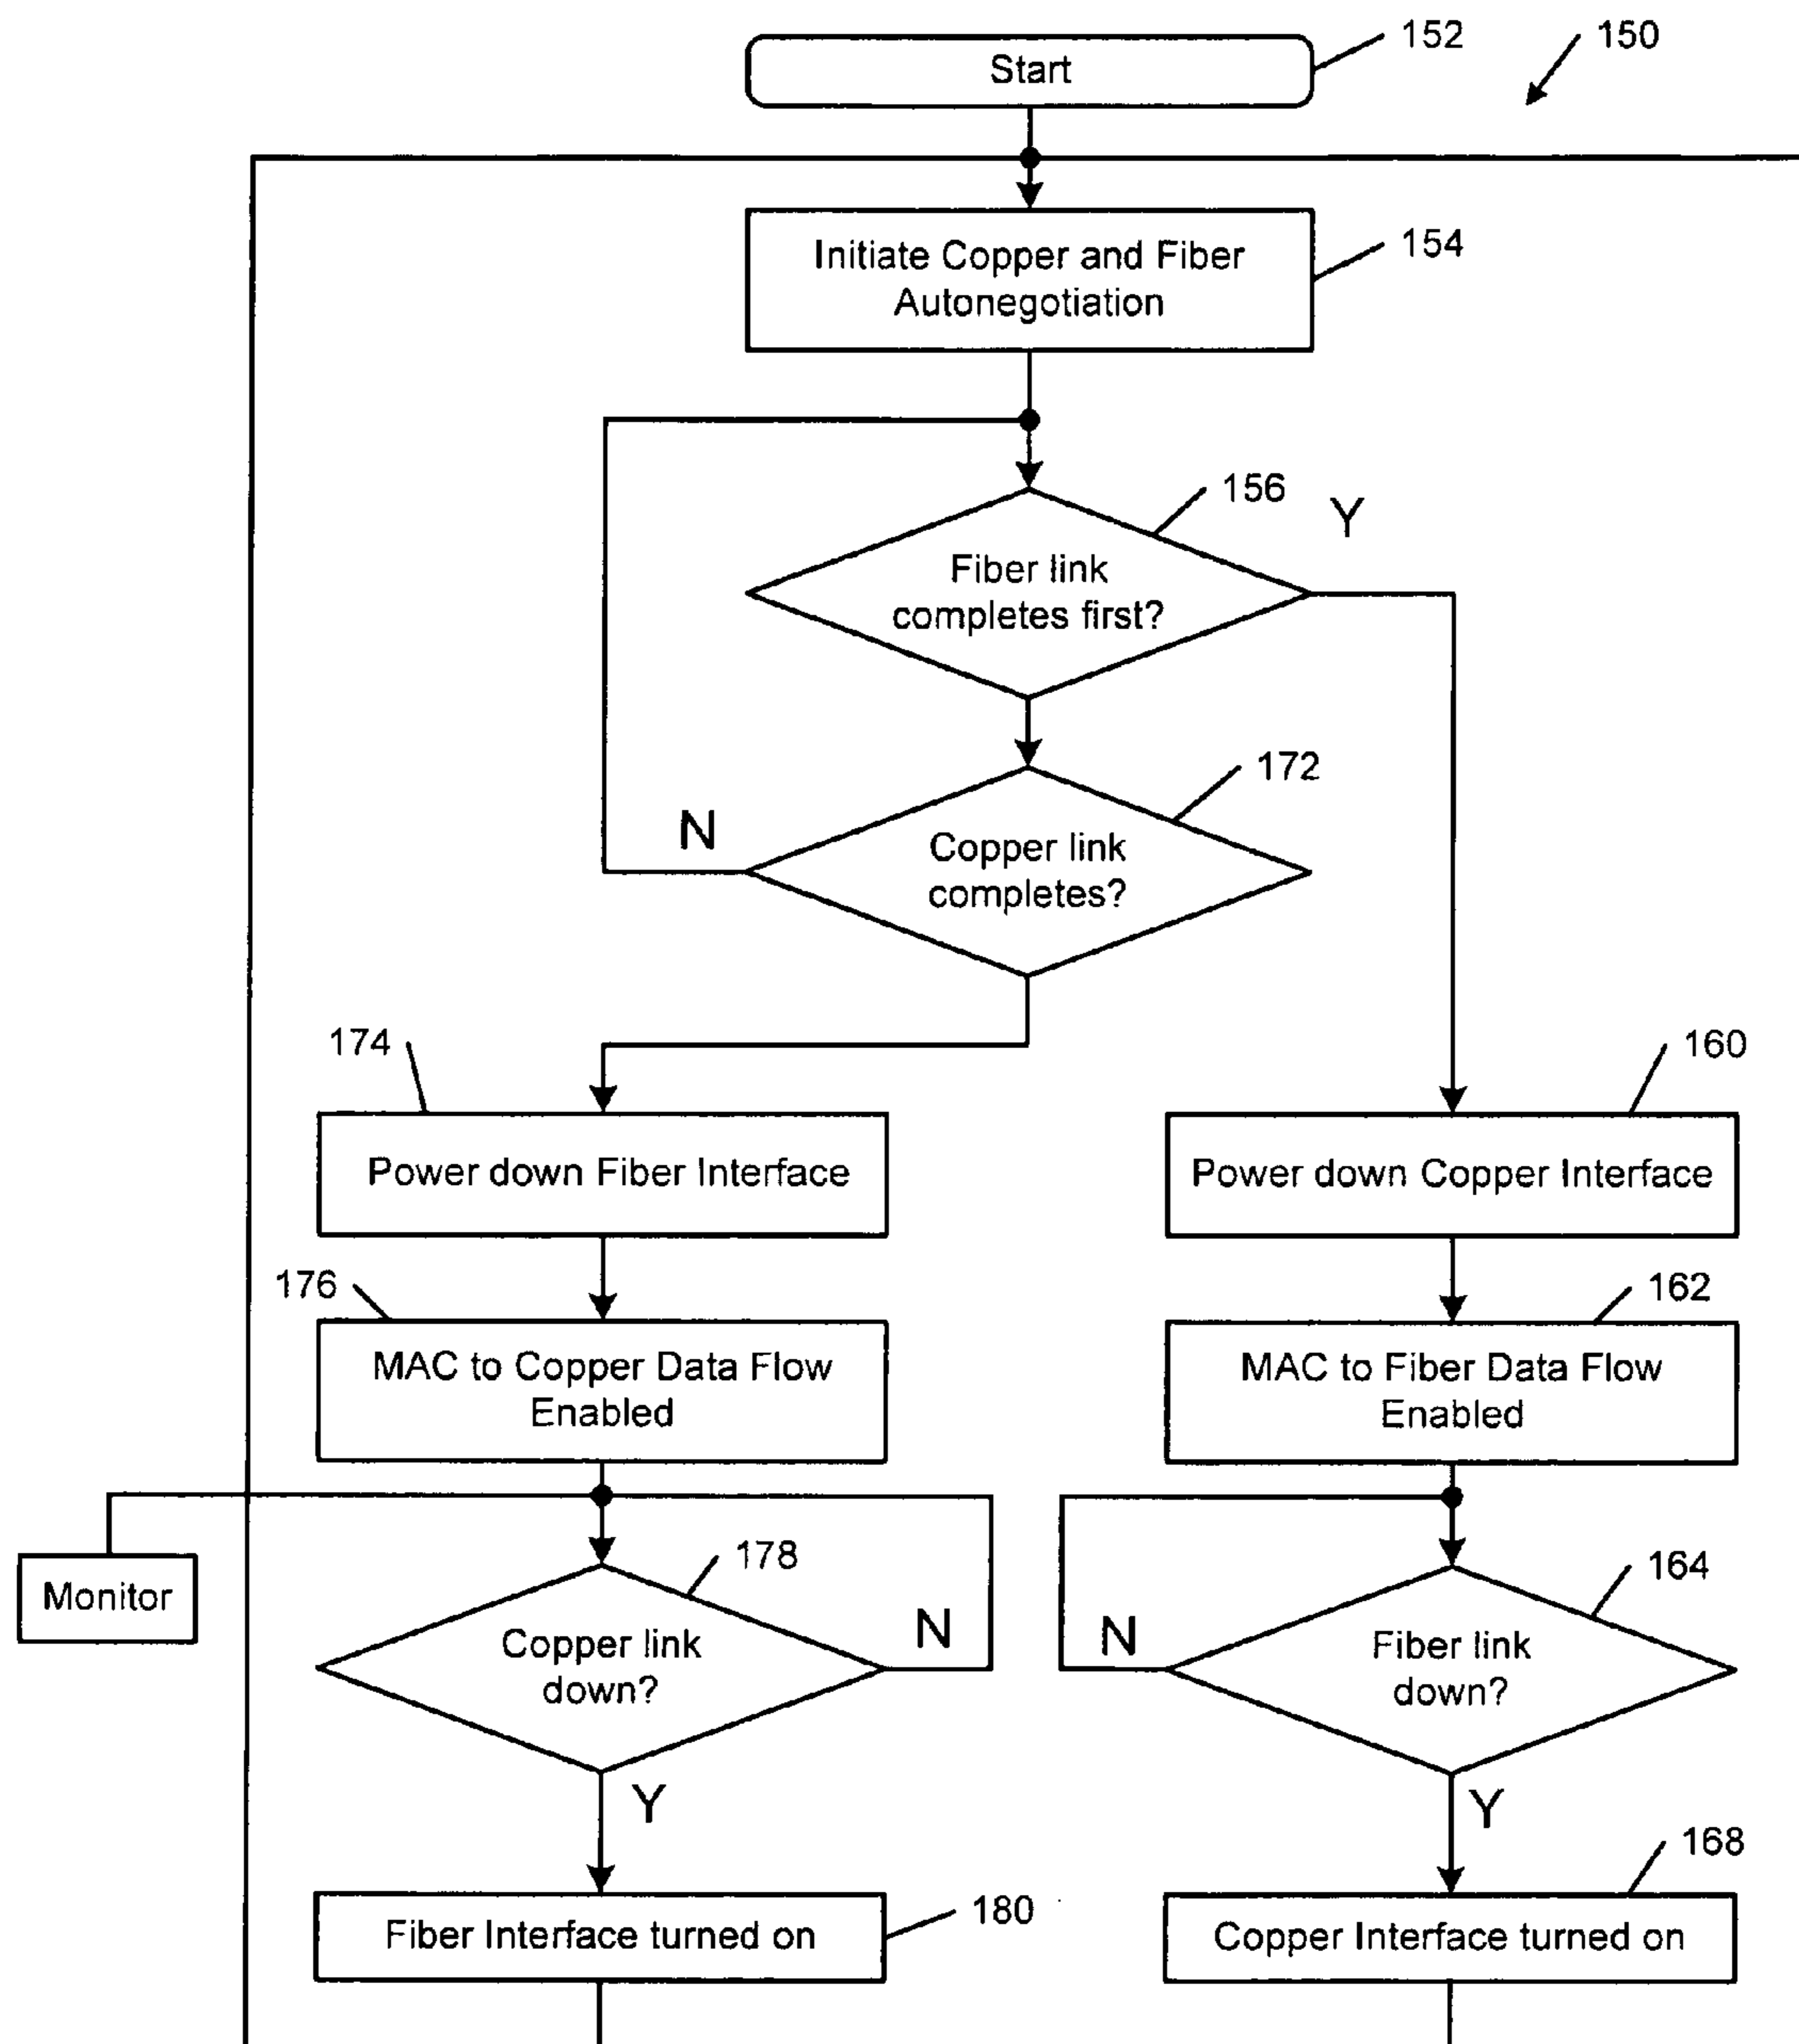 Start
152
150
Initiate Copper and Fiber
Autonegotiation
154
156
Y
Fiber link
completes first?
172
N
Copper link
completes?
174
160
Power down Fiber Interface
Power down Copper Interface
176
162
MAC to Copper Data Flow
Enabled
MAC to Fiber Data Flow
Enabled
Monitor
178
164
Copper link
down?
N
N
Fiber link
down?
Y
Y
168
Fiber Interface turned on
180
Copper Interface turned on